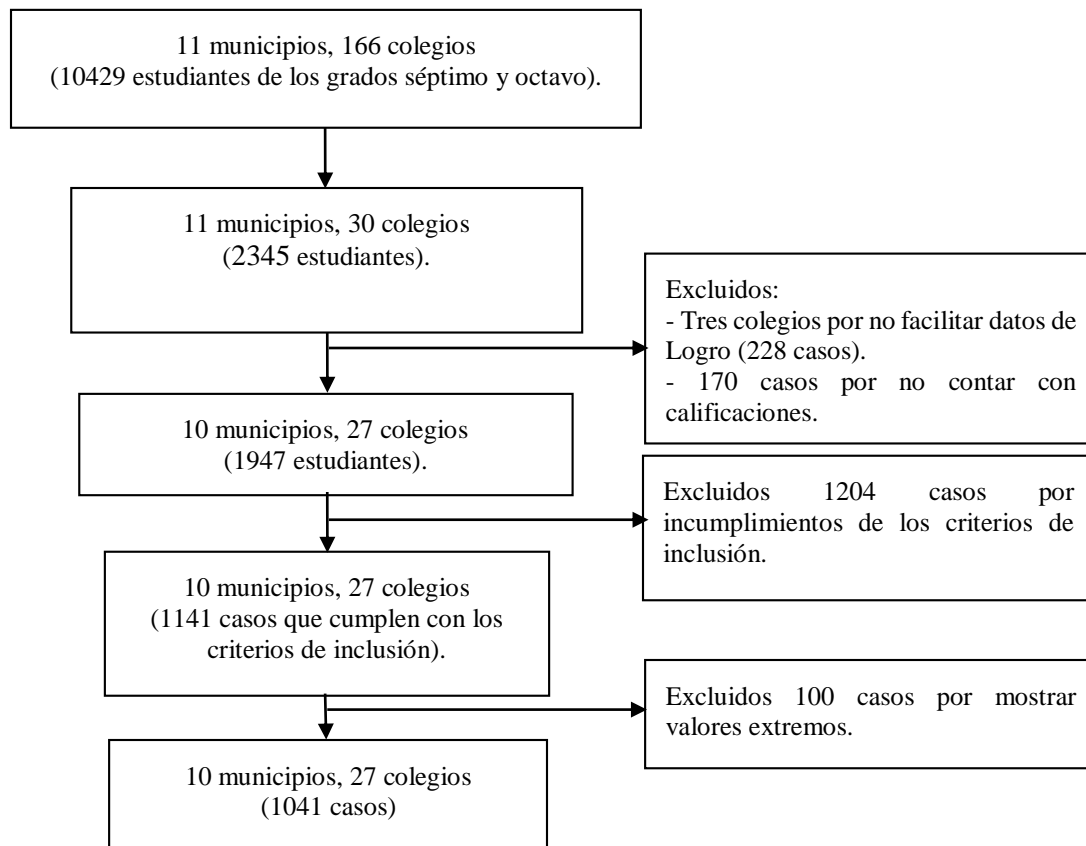 11 municipios, 166 colegios
(10429 estudiantes de los grados séptimo y octavo).
11 municipios, 30 colegios
(2345 estudiantes).
Excluidos:
- Tres colegios por no facilitar datos de
Logro (228 casos).
- 170 casos por no contar con
calificaciones.
10 municipios, 27 colegios
(1947 estudiantes).
Excluidos 1204 casos por
incumplimientos de los criterios de
inclusión.
10 municipios, 27 colegios
(1141 casos que cumplen con los
criterios de inclusión).
Excluidos 100 casos por mostrar
valores extremos.
10 municipios, 27 colegios
(1041 casos)